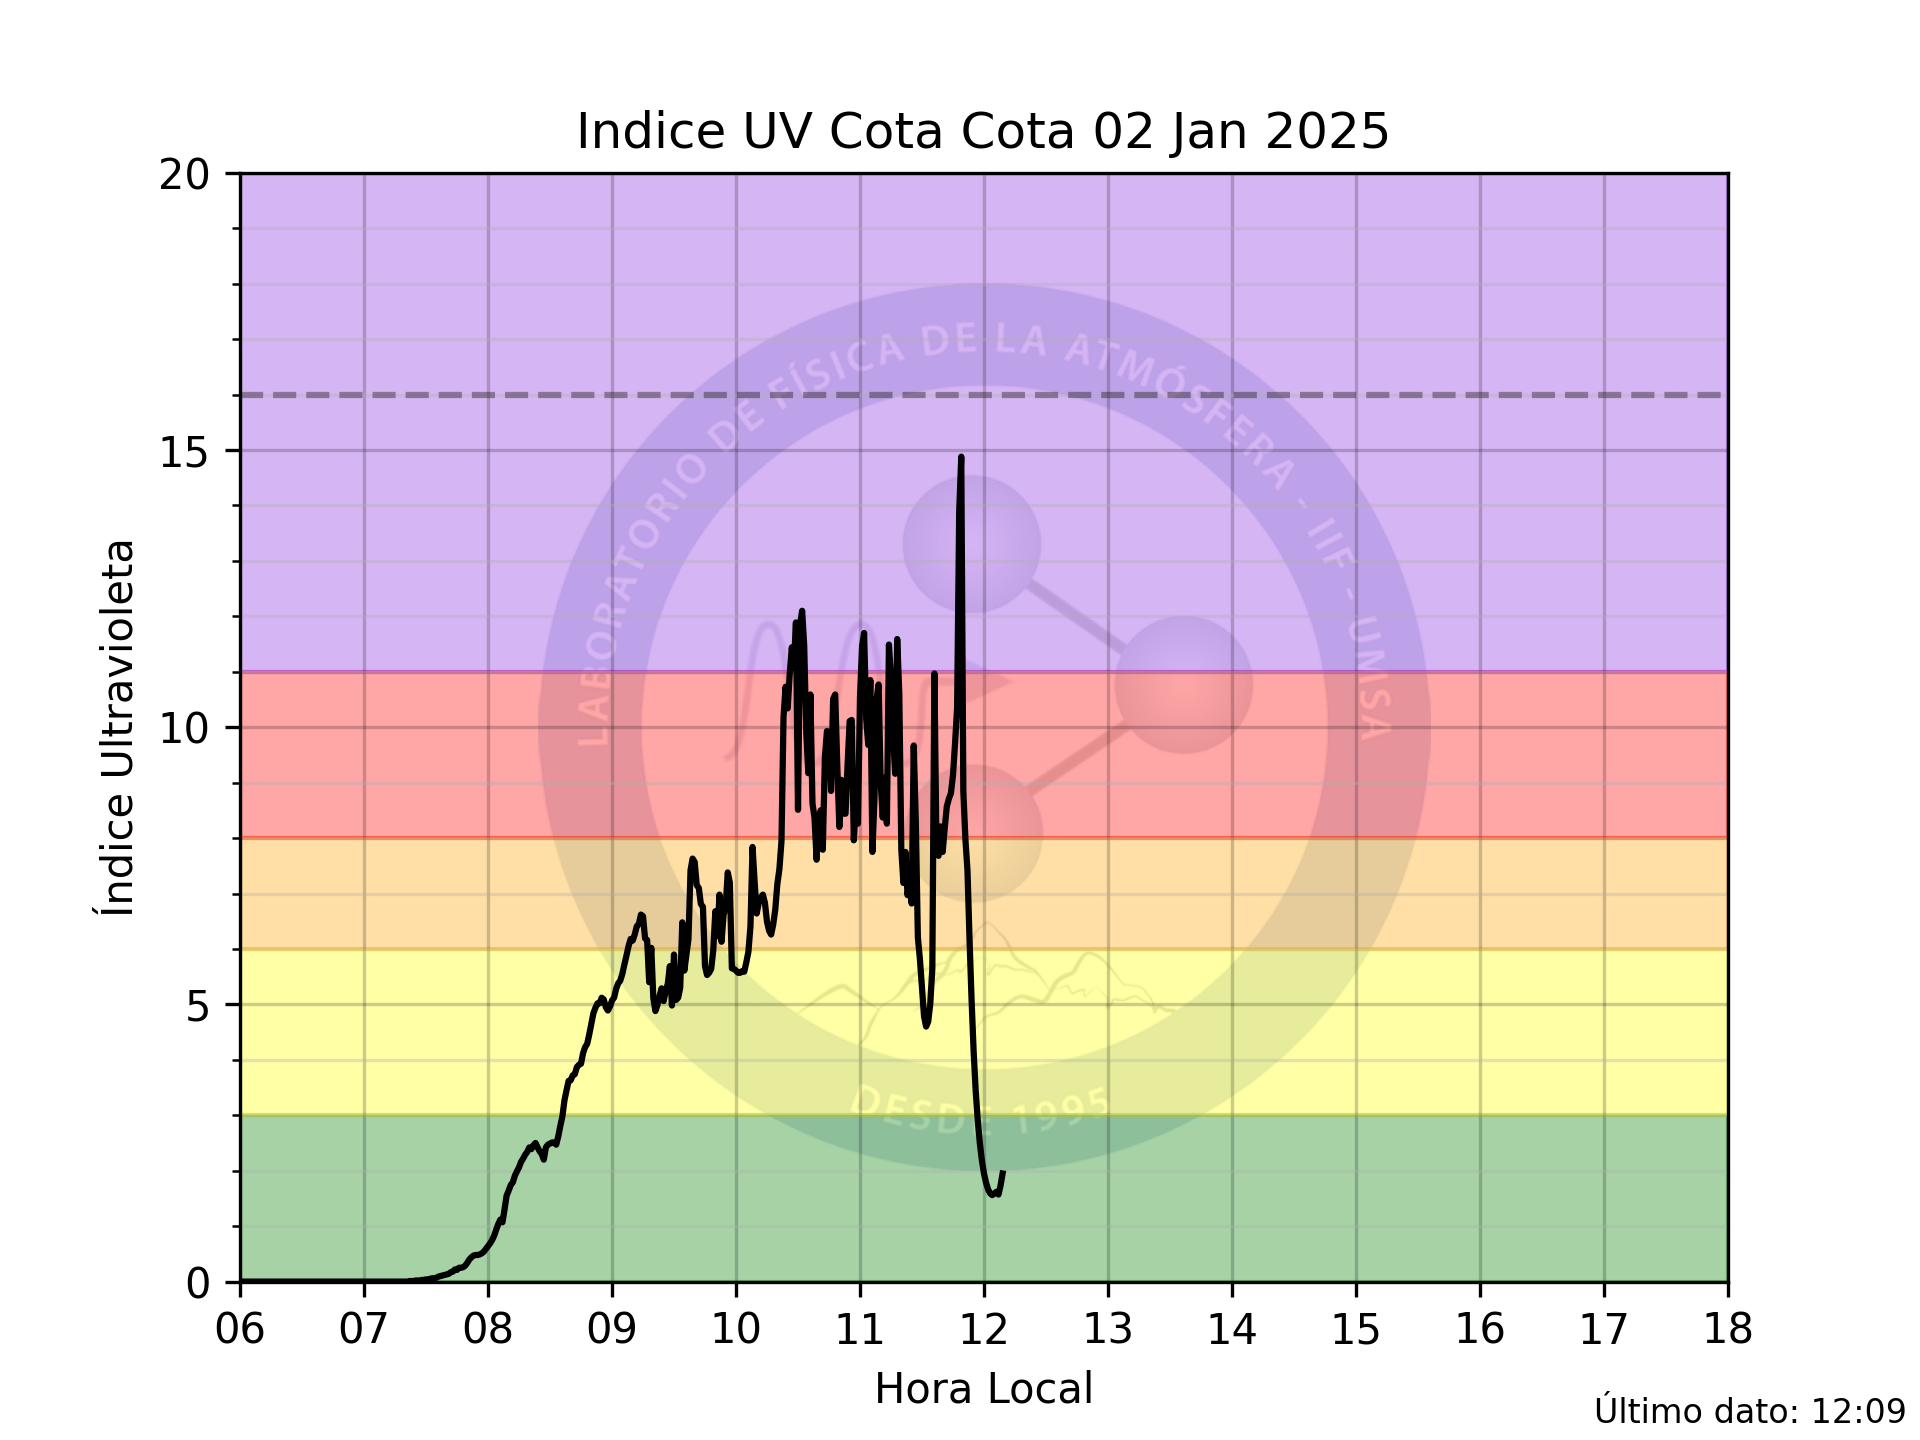 Indice UV Cota Cota 02 Jan 2025
20
15
10
5
0
Índice Ultravioleta
LABORATORIO DE FÍSICA DE LA ATMÓSFERA - IIF - UMSA
DESDE 1995
06 07 08 09 10 11 12 13 14 15 16 17 18
Hora Local
Último dato: 12:09